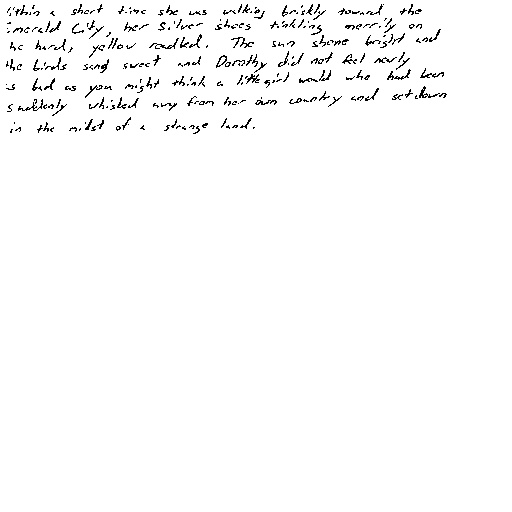 Within a short time she was walking briskly toward the
Emerald City, her Silver Shoes tinkling merrily on
the hard, yellow roadbed. The sun shone bright and
the birds sang sweet and Dorothy did not feel nearly
as bad as you might think a little girl would who had been
suddenly whisked away from her own country and set down
in the midst of a strange land.